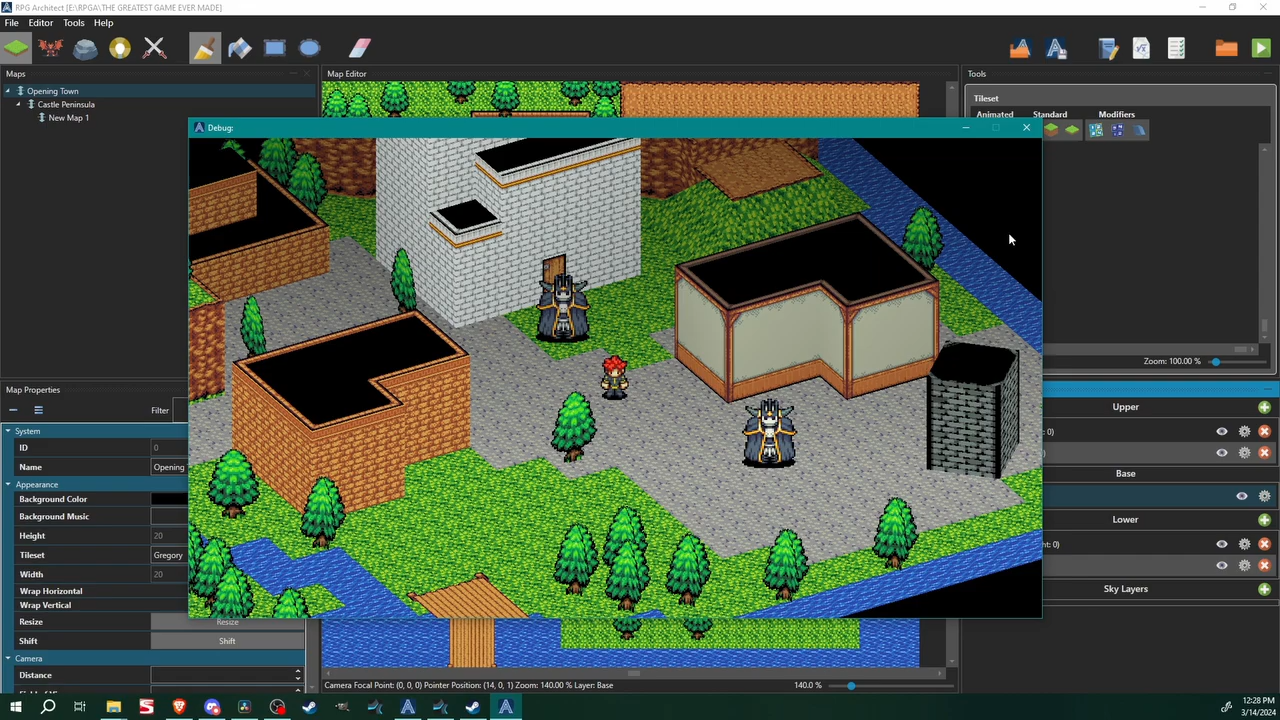 RPG Architect [E:\RPGA\THE GREATEST GAME EVER MADE]
File Editor Tools Help
Maps
Map Editor
Tools
Opening Town
Castle Peninsula
New Map 1
Tileset
Animated Standard Modifiers
Debug:
Zoom: 100.00 %
Map Properties
Filter
System
ID 0
Name Opening
Appearance
Background Color
Background Music
Height 20
Tileset Gregory
Width 20
Wrap Horizontal
Wrap Vertical
Resize Resize
Shift Shift
Camera
Distance
Upper
: 0)
Base
Lower
ht: 0)
Sky Layers
Camera Focal Point: (0, 0, 0) Pointer Position: (14, 0, 1) Zoom: 140.00 % Layer: Base
140.0 %
12:28 PM
3/14/2024